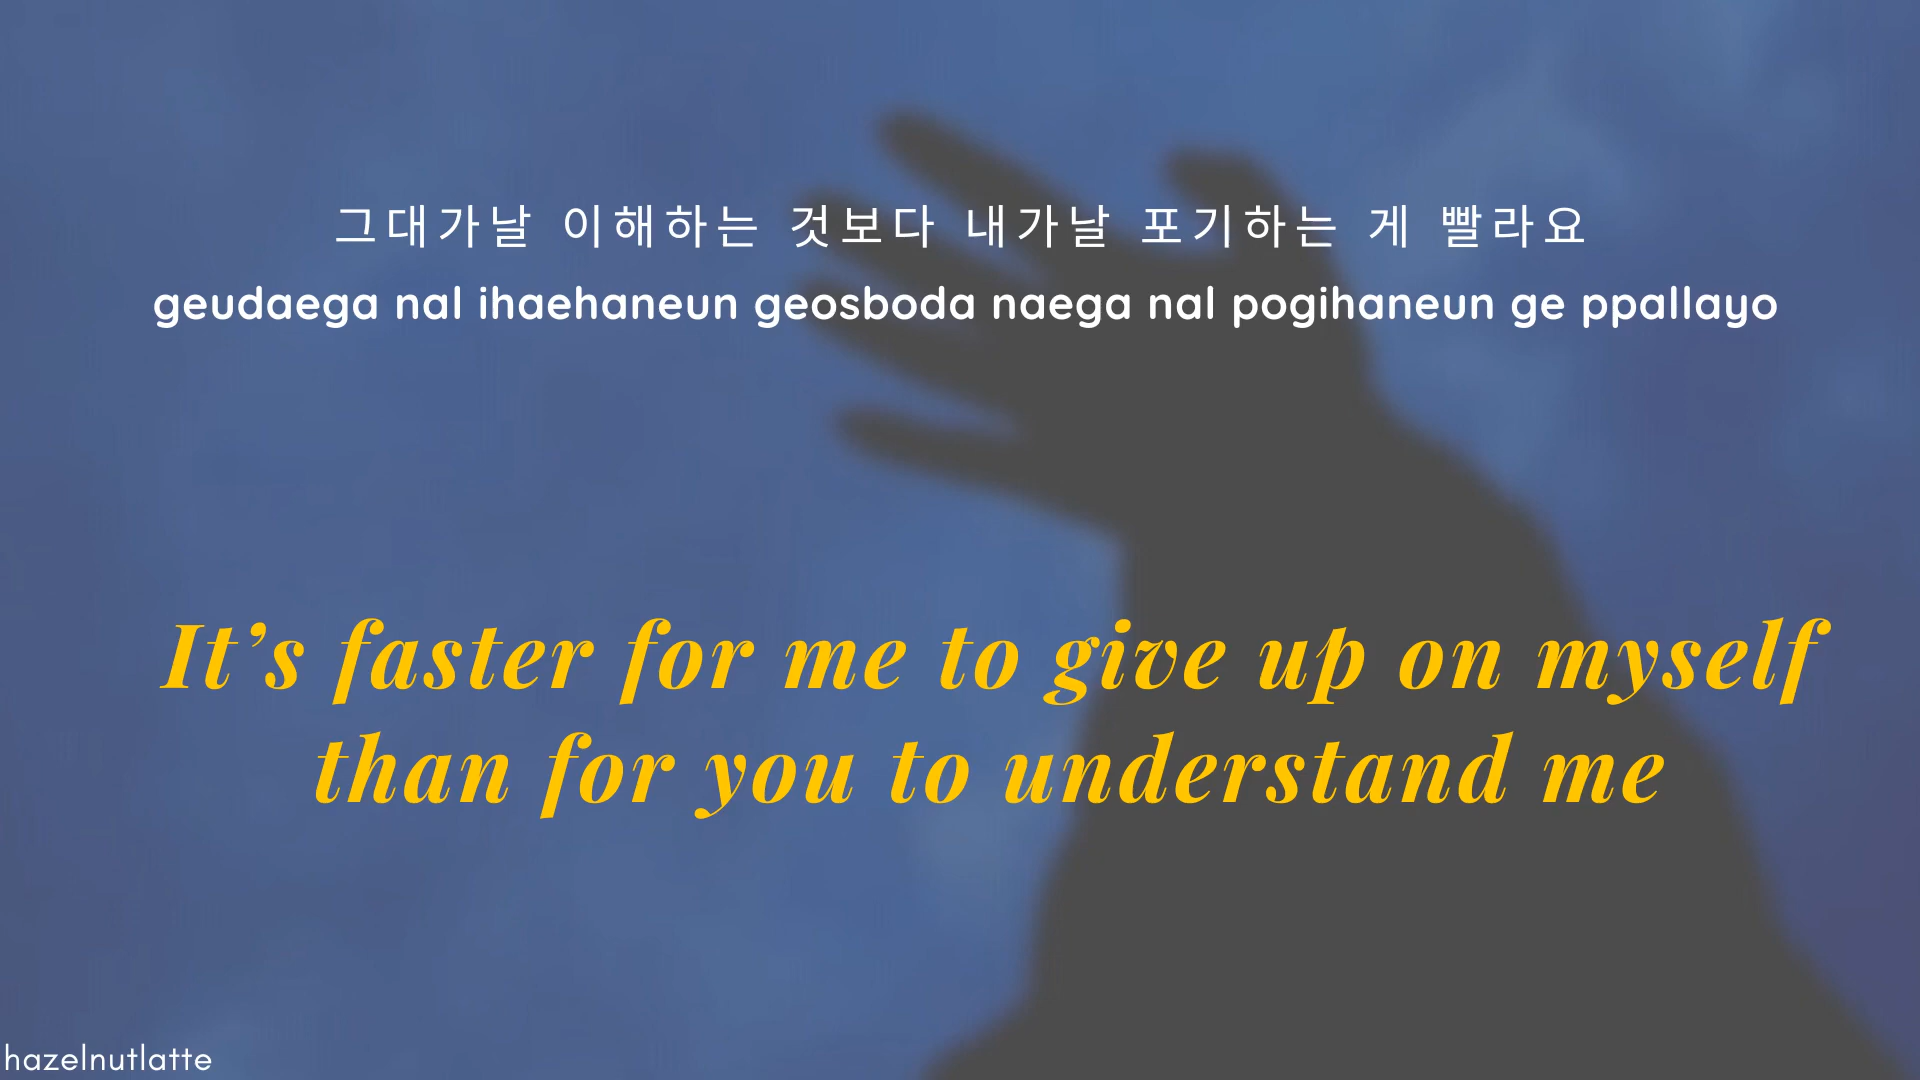 그대가날 이해하는 것보다 내가날 포기하는 게 빨라요
geudaega nal ihaehaneun geosboda naega nal pogihaneun ge ppallayo
It’s faster for me to give up on myself
than for you to understand me
hazelnutlatte